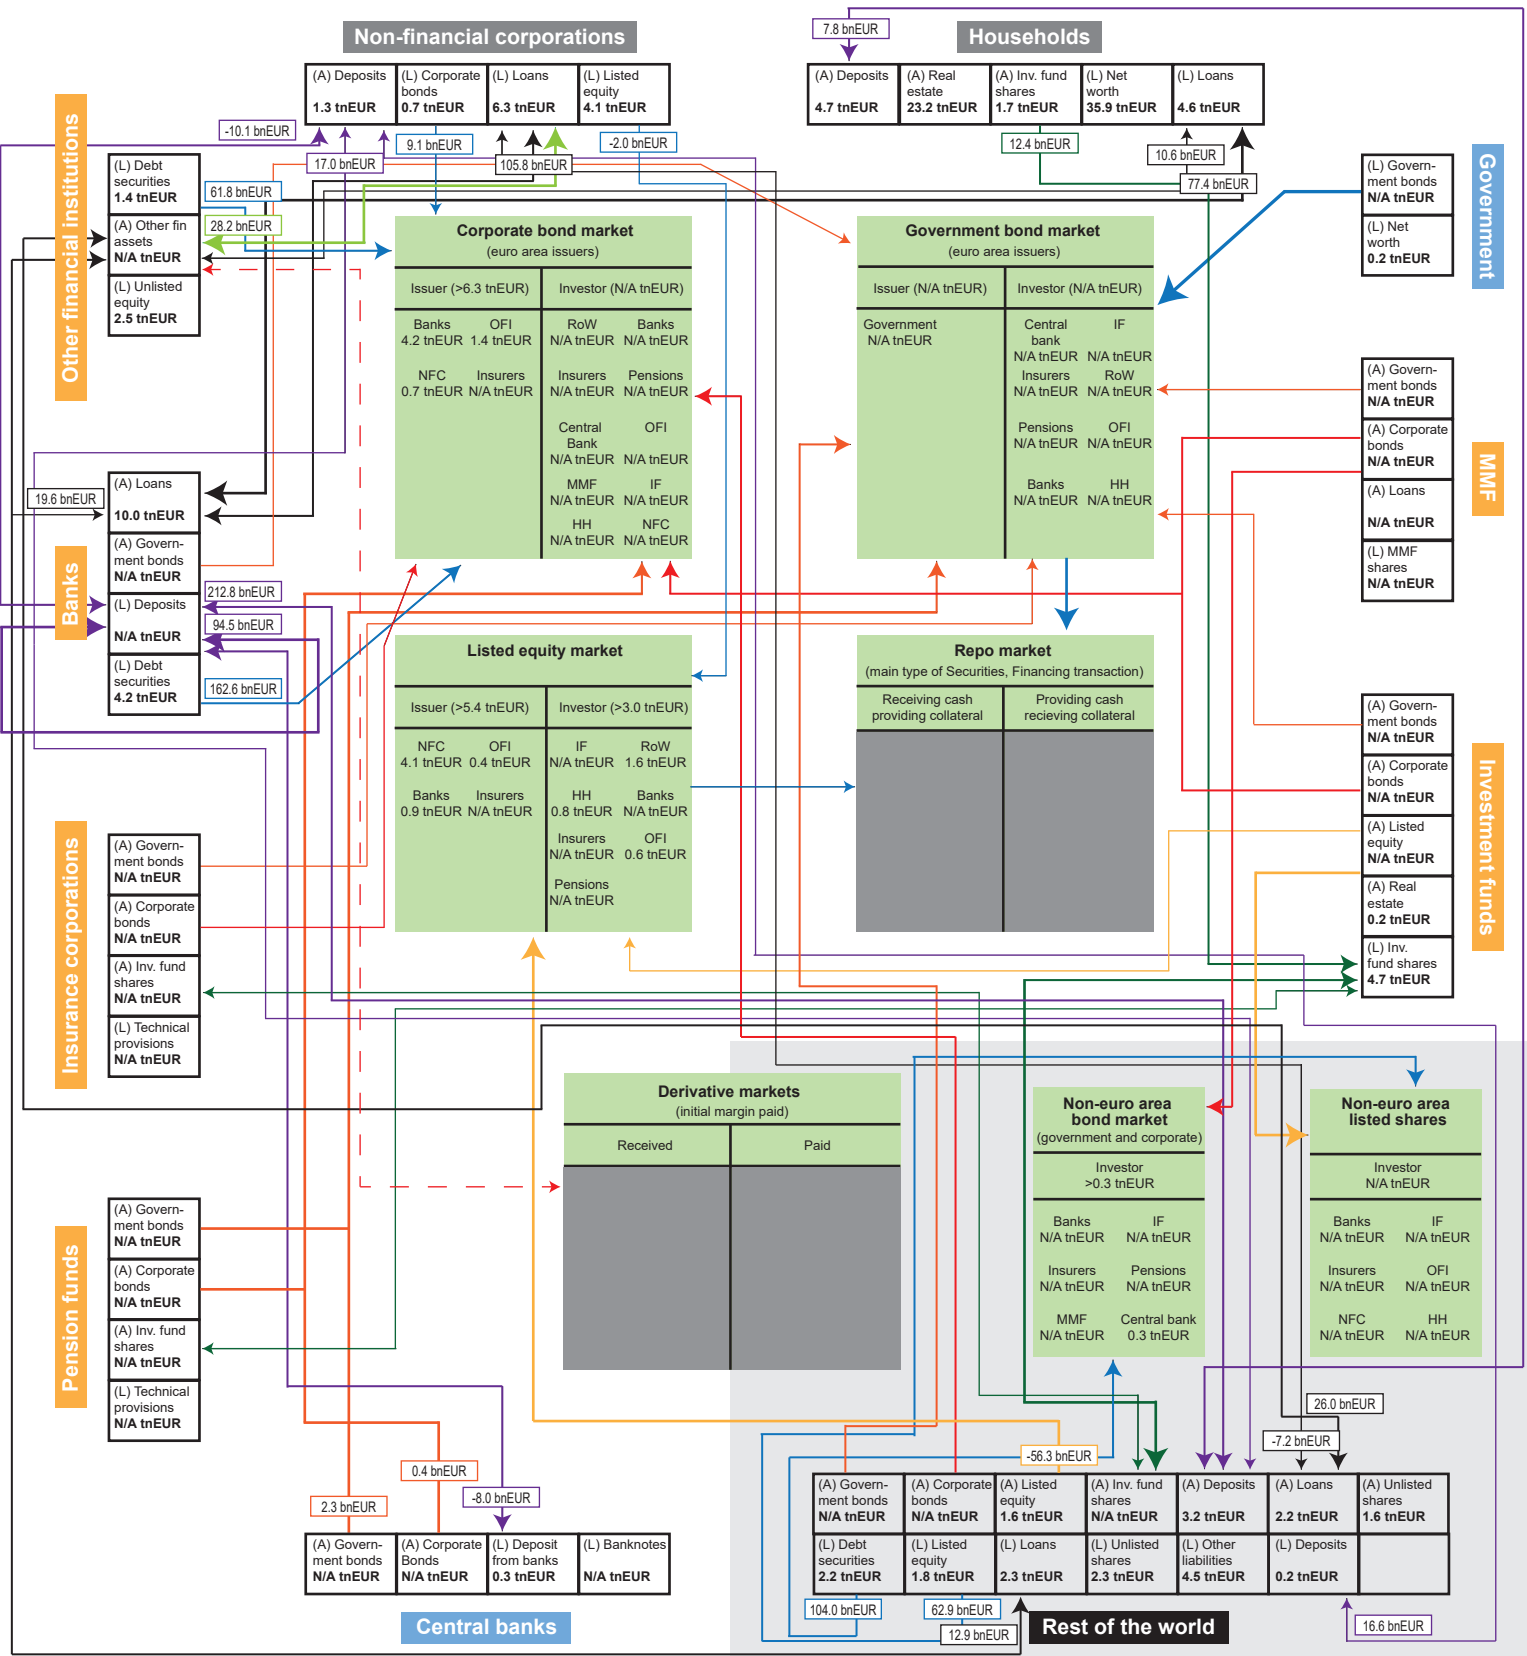 7.8 bnEUR
Non-financial corporations
Households
(A) Deposits
1.3 tnEUR
(L) Corporate
bonds
0.7 tnEUR
(L) Loans
6.3 tnEUR
(L) Listed
equity
4.1 tnEUR
(A) Deposits
4.7 tnEUR
(A) Real
estate
23.2 tnEUR
(A) Inv. fund
shares
1.7 tnEUR
(L) Net
worth
35.9 tnEUR
(L) Loans
4.6 tnEUR
-10.1 bnEUR
9.1 bnEUR
-2.0 bnEUR
12.4 bnEUR
10.6 bnEUR
17.0 bnEUR
105.8 bnEUR
77.4 bnEUR
Other financial institutions
(L) Debt
securities
1.4 tnEUR
(A) Other fin
assets
N/A tnEUR
(L) Unlisted
equity
2.5 tnEUR
61.8 bnEUR
28.2 bnEUR
Government
(L) Govern-
ment bonds
N/A tnEUR
(L) Net
worth
0.2 tnEUR
Corporate bond market
(euro area issuers)
Issuer (>6.3 tnEUR)
Investor (N/A tnEUR)
Banks
4.2 tnEUR
OFI
1.4 tnEUR
NFC
0.7 tnEUR
Insurers
N/A tnEUR
RoW
N/A tnEUR
Banks
N/A tnEUR
Insurers
N/A tnEUR
Pensions
N/A tnEUR
Central
Bank
N/A tnEUR
OFI
N/A tnEUR
MMF
N/A tnEUR
IF
N/A tnEUR
HH
N/A tnEUR
NFC
N/A tnEUR
Government bond market
(euro area issuers)
Issuer (N/A tnEUR)
Investor (N/A tnEUR)
Government
N/A tnEUR
Central
bank
N/A tnEUR
IF
N/A tnEUR
Insurers
N/A tnEUR
RoW
N/A tnEUR
Pensions
N/A tnEUR
OFI
N/A tnEUR
Banks
N/A tnEUR
HH
N/A tnEUR
MMF
(A) Govern-
ment bonds
N/A tnEUR
(A) Corporate
bonds
N/A tnEUR
(A) Loans
N/A tnEUR
(L) MMF
shares
N/A tnEUR
Banks
19.6 bnEUR
(A) Loans
10.0 tnEUR
(A) Govern-
ment bonds
N/A tnEUR
(L) Deposits
N/A tnEUR
(L) Debt
securities
4.2 tnEUR
212.8 bnEUR
94.5 bnEUR
162.6 bnEUR
Listed equity market
Issuer (>5.4 tnEUR)
Investor (>3.0 tnEUR)
NFC
4.1 tnEUR
OFI
0.4 tnEUR
Banks
0.9 tnEUR
Insurers
N/A tnEUR
IF
N/A tnEUR
RoW
1.6 tnEUR
HH
0.8 tnEUR
Banks
N/A tnEUR
Insurers
N/A tnEUR
OFI
0.6 tnEUR
Pensions
N/A tnEUR
Repo market
(main type of Securities, Financing transaction)
Receiving cash
providing collateral
Providing cash
recieving collateral
Investment funds
(A) Govern-
ment bonds
N/A tnEUR
(A) Corporate
bonds
N/A tnEUR
(A) Listed
equity
N/A tnEUR
(A) Real
estate
0.2 tnEUR
(L) Inv.
fund shares
4.7 tnEUR
Insurance corporations
(A) Govern-
ment bonds
N/A tnEUR
(A) Corporate
bonds
N/A tnEUR
(A) Inv. fund
shares
N/A tnEUR
(L) Technical
provisions
N/A tnEUR
Derivative markets
(initial margin paid)
Received
Paid
Non-euro area
bond market
(government and corporate)
Investor
>0.3 tnEUR
Banks
N/A tnEUR
IF
N/A tnEUR
Insurers
N/A tnEUR
Pensions
N/A tnEUR
MMF
N/A tnEUR
Central bank
0.3 tnEUR
Non-euro area
listed shares
Investor
N/A tnEUR
Banks
N/A tnEUR
IF
N/A tnEUR
Insurers
N/A tnEUR
OFI
N/A tnEUR
NFC
N/A tnEUR
HH
N/A tnEUR
Pension funds
(A) Govern-
ment bonds
N/A tnEUR
(A) Corporate
bonds
N/A tnEUR
(A) Inv. fund
shares
N/A tnEUR
(L) Technical
provisions
N/A tnEUR
26.0 bnEUR
-7.2 bnEUR
-56.3 bnEUR
0.4 bnEUR
2.3 bnEUR
-8.0 bnEUR
(A) Govern-
ment bonds
N/A tnEUR
(A) Corporate
Bonds
N/A tnEUR
(L) Deposit
from banks
0.3 tnEUR
(L) Banknotes
N/A tnEUR
Central banks
(A) Govern-
ment bonds
N/A tnEUR
(A) Corporate
bonds
N/A tnEUR
(A) Listed
equity
1.6 tnEUR
(A) Inv. fund
shares
N/A tnEUR
(A) Deposits
3.2 tnEUR
(A) Loans
2.2 tnEUR
(A) Unlisted
shares
1.6 tnEUR
(L) Debt
securities
2.2 tnEUR
(L) Listed
equity
1.8 tnEUR
(L) Loans
2.3 tnEUR
(L) Unlisted
shares
2.3 tnEUR
(L) Other
liabilities
4.5 tnEUR
(L) Deposits
0.2 tnEUR
104.0 bnEUR
62.9 bnEUR
12.9 bnEUR
Rest of the world
16.6 bnEUR